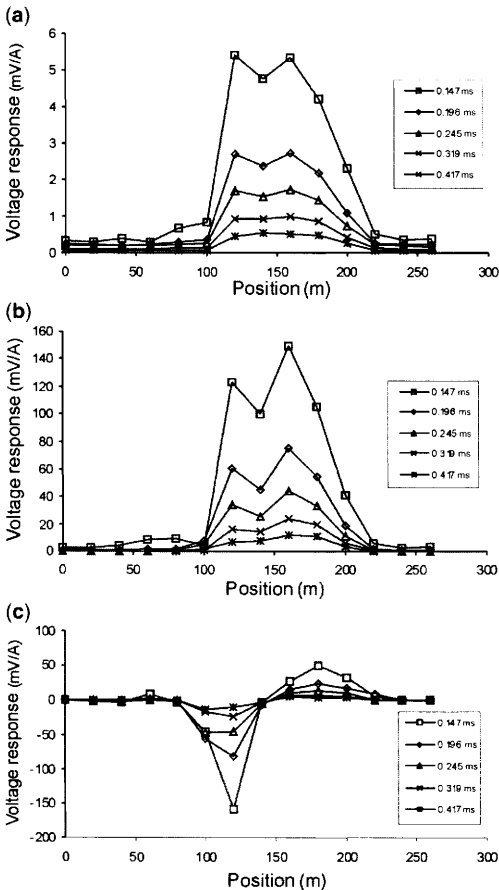 (a)
Voltage response (mV/A)
6
5
4
3
2
1
0
0 50 100 150 200 250 300
Position (m)
0.147 ms
0.196 ms
0.245 ms
0.319 ms
0.417 ms
(b)
Voltage response (mV/A)
160
140
120
100
80
60
40
20
0
0 50 100 150 200 250 300
Position (m)
0.147 ms
0.196 ms
0.245 ms
0.319 ms
0.417 ms
(c)
Voltage response (mV/A)
100
50
0
-50
-100
-150
-200
0 50 100 150 200 250 300
Position (m)
0.147 ms
0.196 ms
0.245 ms
0.319 ms
0.417 ms